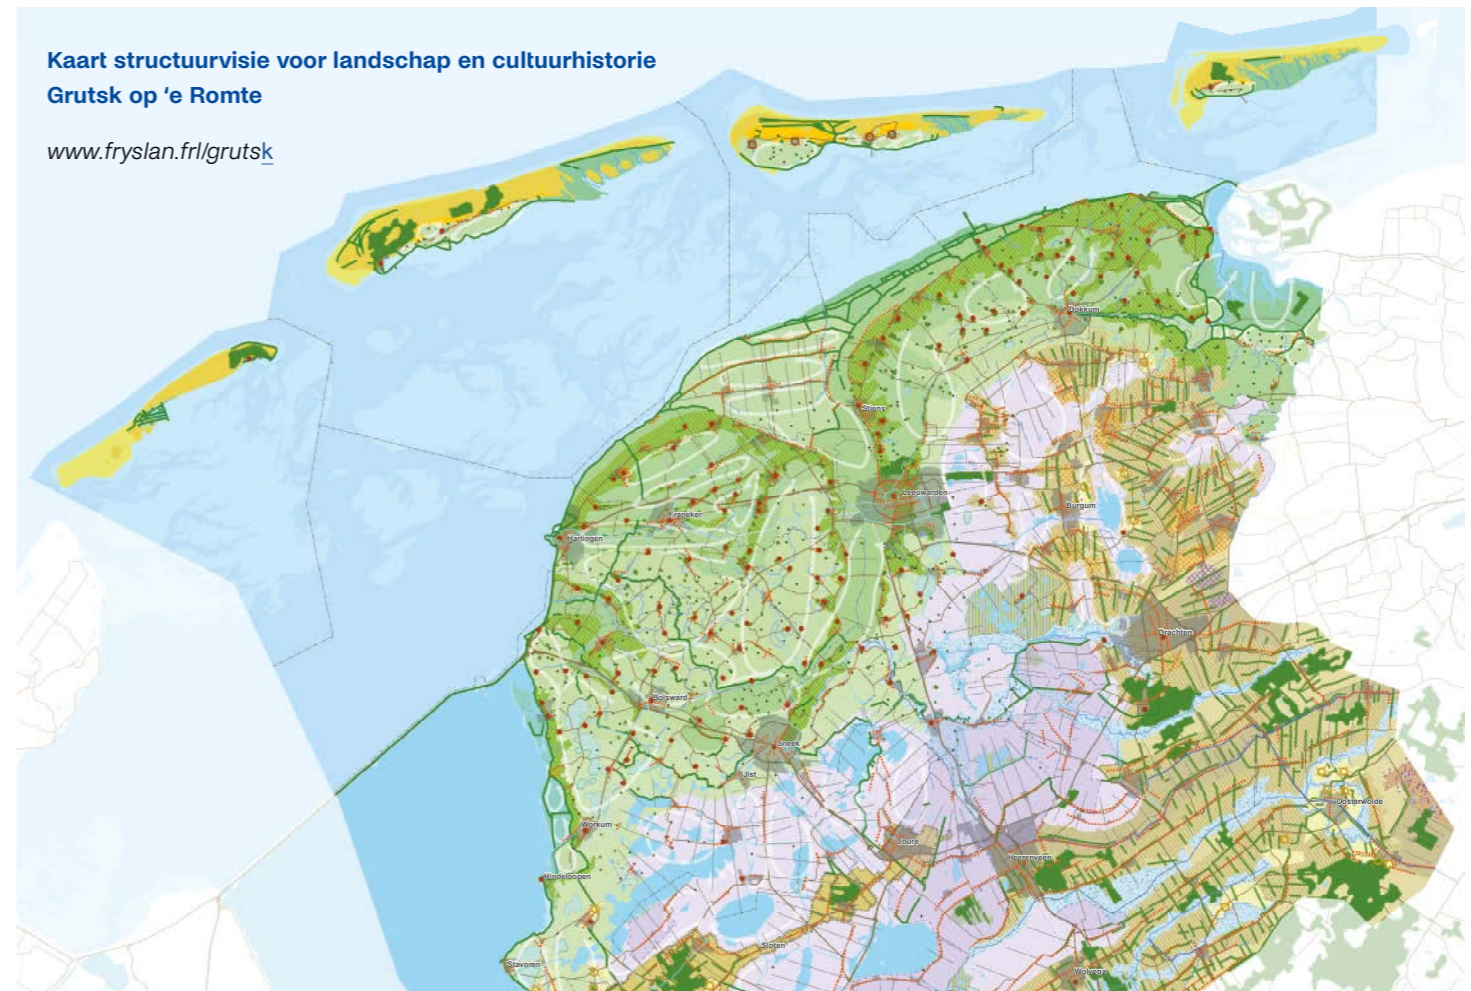 Kaart structuurvisie voor landschap en cultuurhistorie
Grutsk op ‘e Romte
www.fryslan.frl/grutsk
Dokkum
Stiens
Leeuwarden
Burgum
Franeker
Harlingen
Drachten
Bolsward
Sneek
IJlst
Oosterwolde
Workum
Joure
Heerenveen
Hindeloopen
Sloten
Stavoren
Wolvega